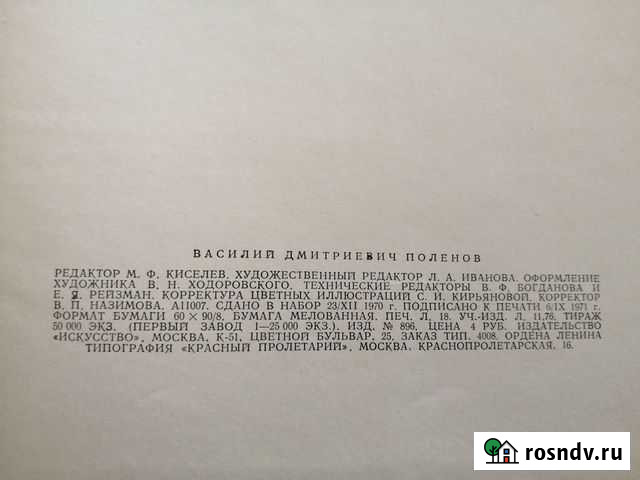 ВАСИЛИЙ ДМИТРИЕВИЧ ПОЛЕНОВ
РЕДАКТОР М. Ф. КИСЕЛЕВ. ХУДОЖЕСТВЕННЫЙ РЕДАКТОР Л. А. ИВАНОВА. ОФОРМЛЕНИЕ
ХУДОЖНИКА В. Н. ХОДОРОВСКОГО. ТЕХНИЧЕСКИЕ РЕДАКТОРЫ В. Ф. БОГДАНОВА И
Е. Я. РЕЙЗМАН. КОРРЕКТУРА ЦВЕТНЫХ ИЛЛЮСТРАЦИЙ С. И. КИРЬЯНОВОЙ. КОРРЕКТОР
В. П. НАЗИМОВА. А11007. СДАНО В НАБОР 23/XII 1970 г. ПОДПИСАНО К ПЕЧАТИ 6/IX 1971 г.
ФОРМАТ БУМАГИ 60 × 90/8. БУМАГА МЕЛОВАННАЯ. ПЕЧ. Л. 18. УЧ.-ИЗД. Л. 11,76. ТИРАЖ
50 000 ЭКЗ. (ПЕРВЫЙ ЗАВОД 1—25 000 ЭКЗ.). ИЗД. № 896. ЦЕНА 4 РУБ. ИЗДАТЕЛЬСТВО
«ИСКУССТВО», МОСКВА, К-51, ЦВЕТНОЙ БУЛЬВАР, 25. ЗАКАЗ ТИП. 4008. ОРДЕНА ЛЕНИНА
ТИПОГРАФИЯ «КРАСНЫЙ ПРОЛЕТАРИЙ», МОСКВА, КРАСНОПРОЛЕТАРСКАЯ, 16.
rosndv.ru